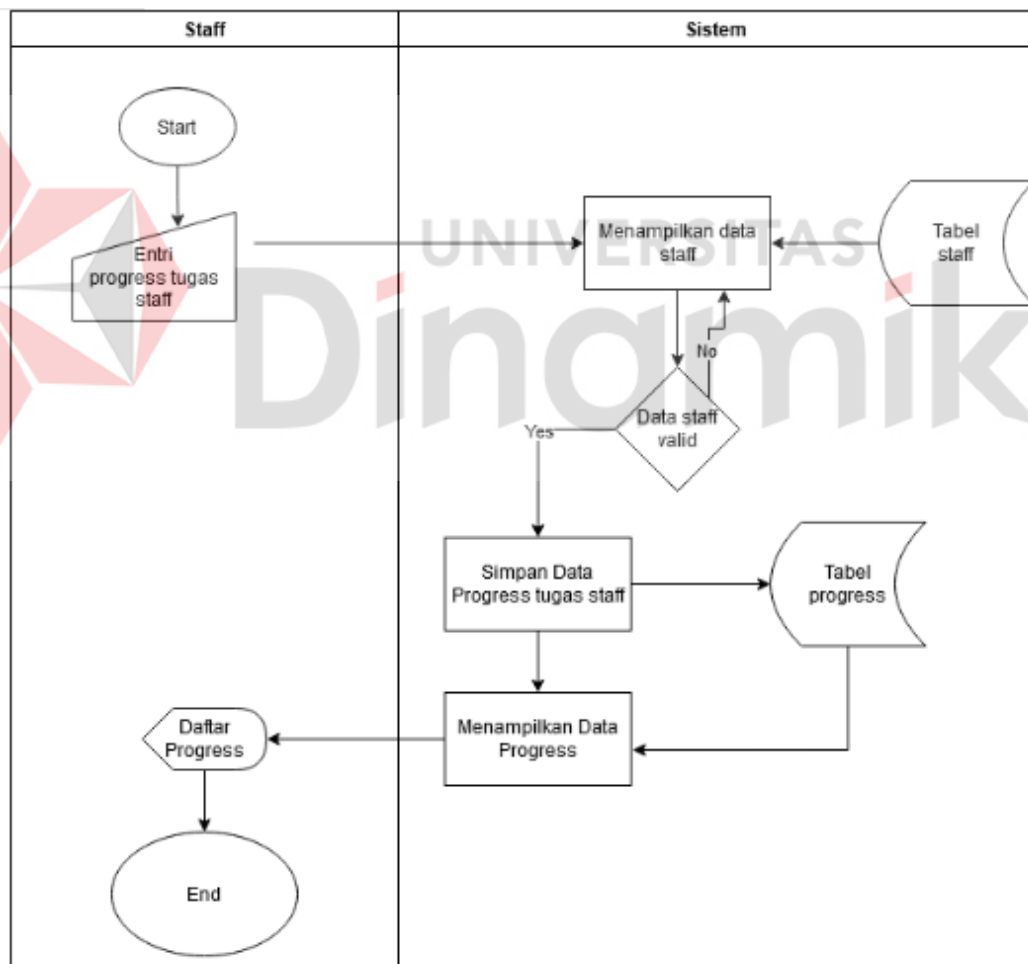 Staff
Sistem
Start
Entri
progress tugas
staff
Menampilkan data
staff
Tabel
staff
UNIVERSITAS
Dinamik
No
Data staff
valid
Yes
Simpan Data
Progress tugas staff
Tabel
progress
Menampilkan Data
Progress
Daftar
Progress
End